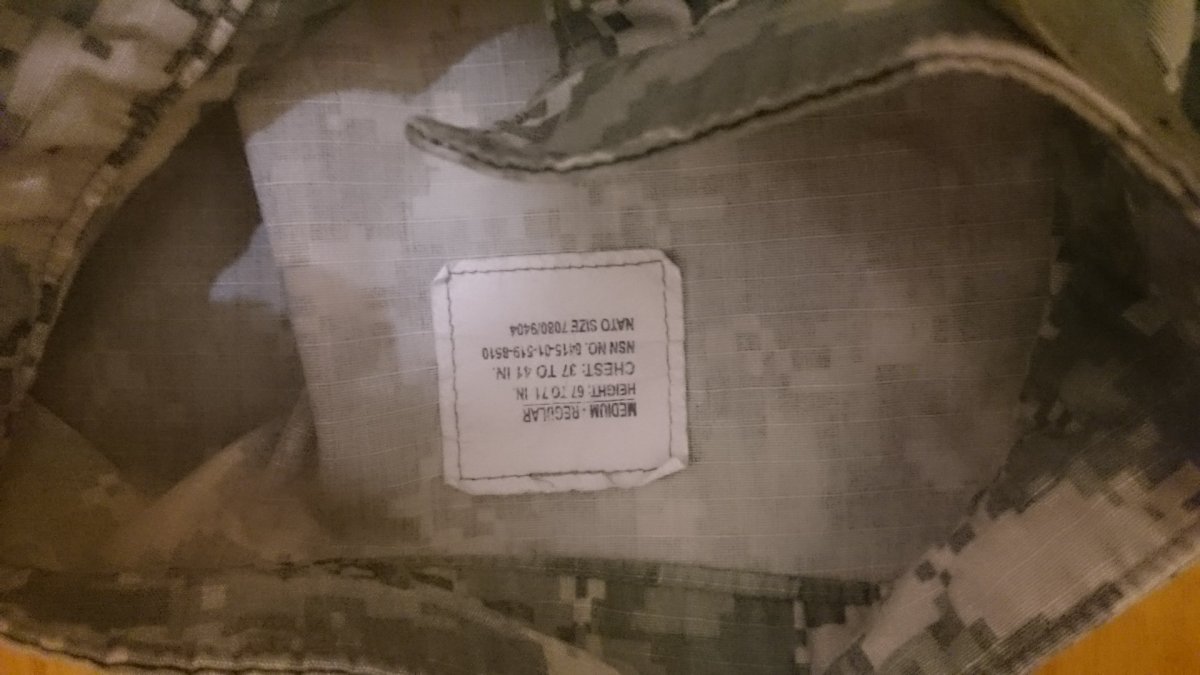 MEDIUM - REGULAR
HEIGHT: 67 TO 71 IN.
CHEST: 37 TO 41 IN.
NSN NO. 8415-01-519-8510
NATO SIZE 7080/9404